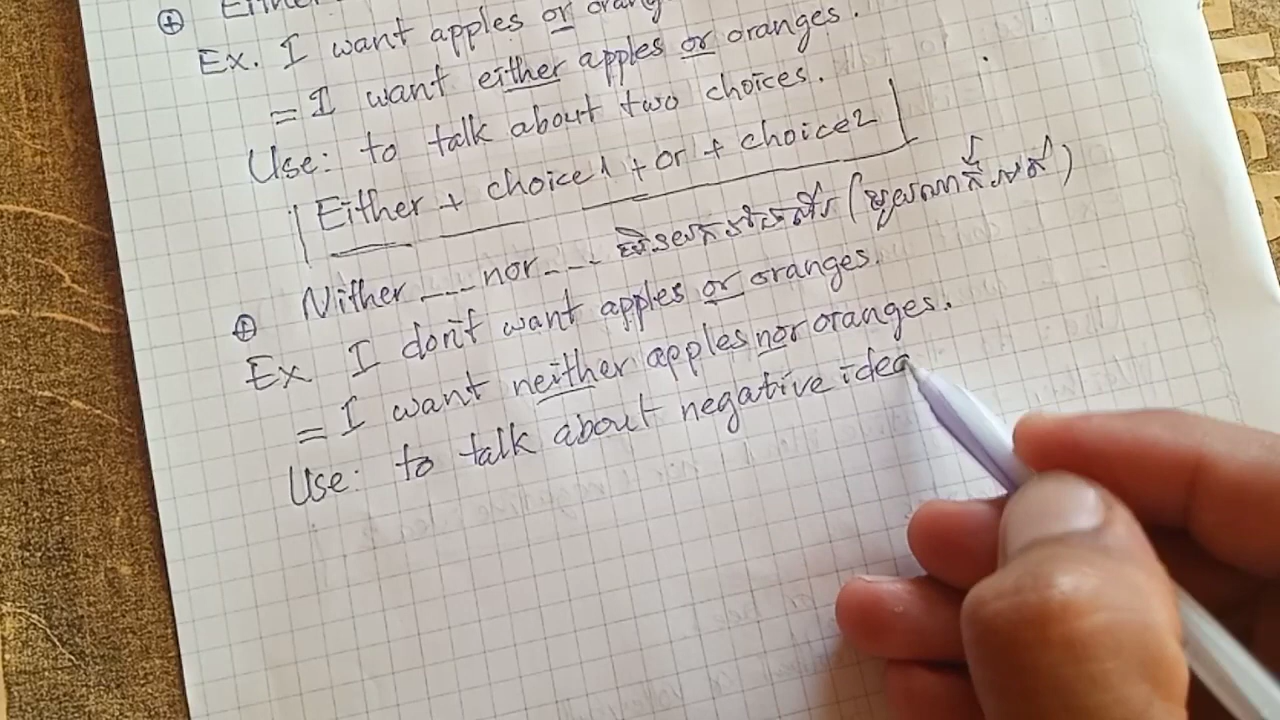 Ex. I want apples or
= I want either apples or oranges.
Use: to talk about two choices.
Either + choice1 + or + choice2
Nither ___ nor ---
Ex I don't want apples or oranges.
= I want neither apples nor oranges.
Use: to talk about negative idea